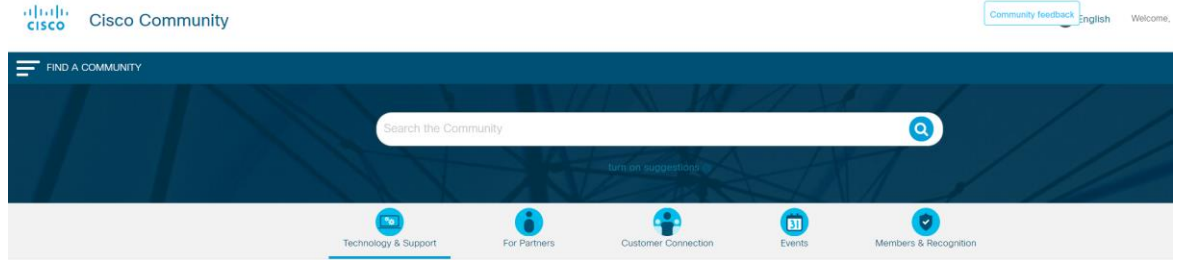 CISCO
Cisco Community
Community feedback
English
Welcome,
FIND A COMMUNITY
Search the Community
turn on suggestions
31
Technology & Support
For Partners
Customer Connection
Events
Members & Recognition